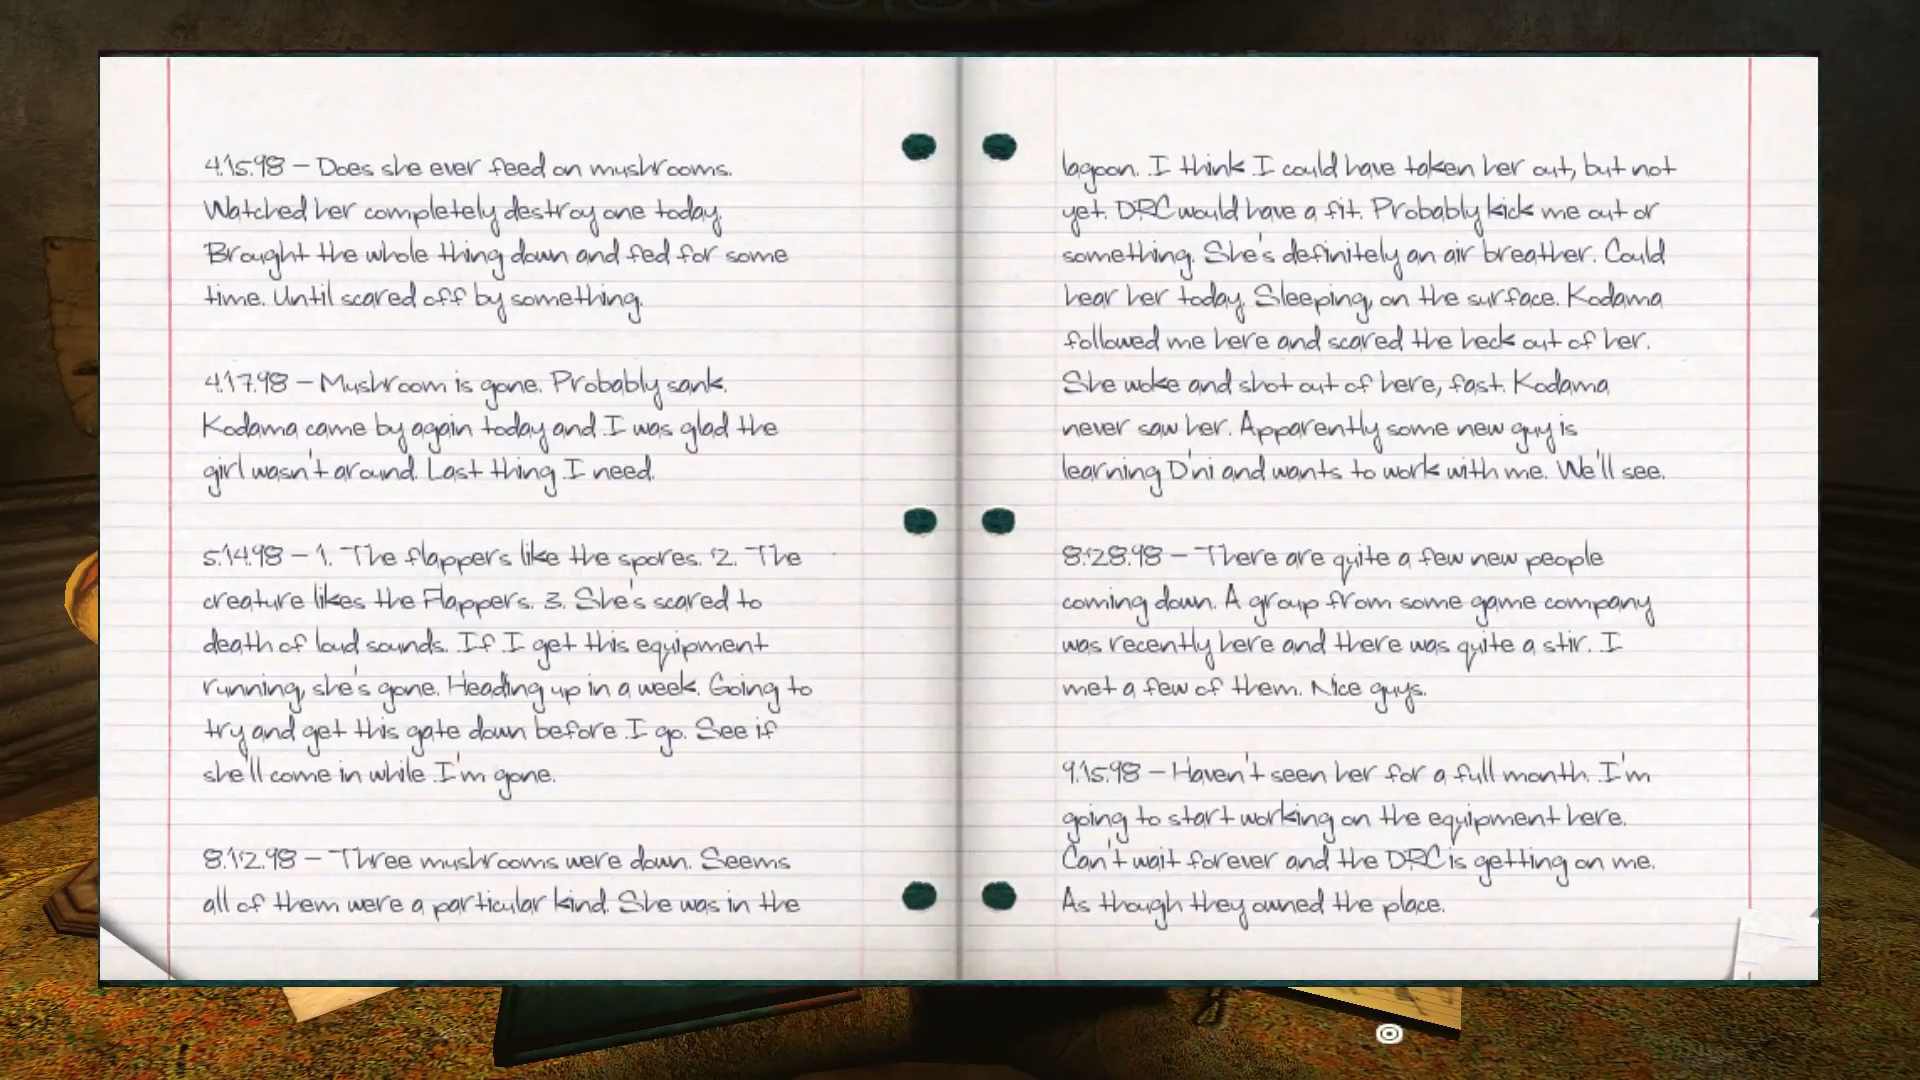 4.15.98 – Does she ever feed on mushrooms.
Watched her completely destroy one today.
Brought the whole thing down and fed for some
time. Until scared off by something.
4.17.98 – Mushroom is gone. Probably sank.
Kodama came by again today and I was glad the
girl wasn't around. Last thing I need.
5.14.98 – 1. The flappers like the spores. 2. The
creature likes the Flappers. 3. She's scared to
death of loud sounds. If I get this equipment
running, she's gone. Heading up in a week. Going to
try and get this gate down before I go. See if
she'll come in while I'm gone.
8.12.98 – Three mushrooms were down. Seems
all of them were a particular kind. She was in the
lagoon. I think I could have taken her out, but not
yet. DRC would have a fit. Probably kick me out or
something. She's definitely an air breather. Could
hear her today. Sleeping, on the surface. Kodama
followed me here and scared the heck out of her.
She woke and shot out of here, fast. Kodama
never saw her. Apparently some new guy is
learning D'ni and wants to work with me. We'll see.
8.28.98 – There are quite a few new people
coming down. A group from some game company
was recently here and there was quite a stir. I
met a few of them. Nice guys.
9.15.98 – Haven't seen her for a full month. I'm
going to start working on the equipment here.
Can't wait forever and the DRC is getting on me.
As though they owned the place.